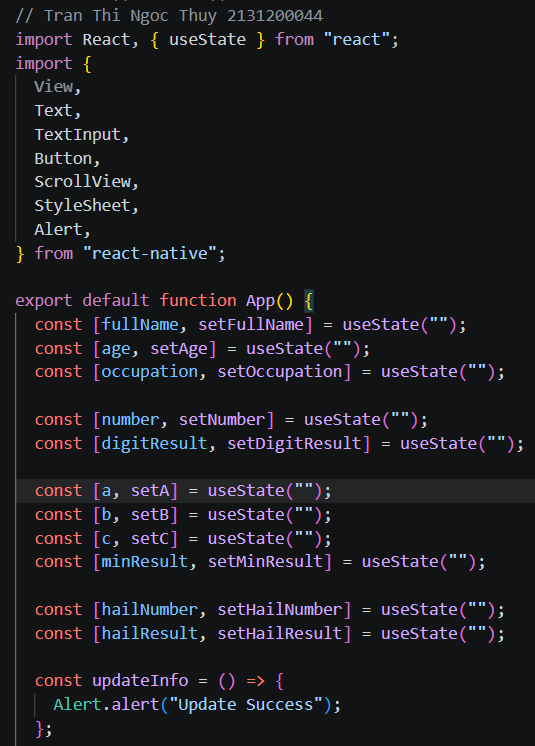 // Tran Thi Ngoc Thuy 2131200044
import React, { useState } from "react";
import {
View,
Text,
TextInput,
Button,
ScrollView,
StyleSheet,
Alert,
} from "react-native";
export default function App() {
const [fullName, setFullName] = useState("");
const [age, setAge] = useState("");
const [occupation, setOccupation] = useState("");
const [number, setNumber] = useState("");
const [digitResult, setDigitResult] = useState("");
const [a, setA] = useState("");
const [b, setB] = useState("");
const [c, setC] = useState("");
const [minResult, setMinResult] = useState("");
const [hailNumber, setHailNumber] = useState("");
const [hailResult, setHailResult] = useState("");
const updateInfo = () => {
Alert.alert("Update Success");
};